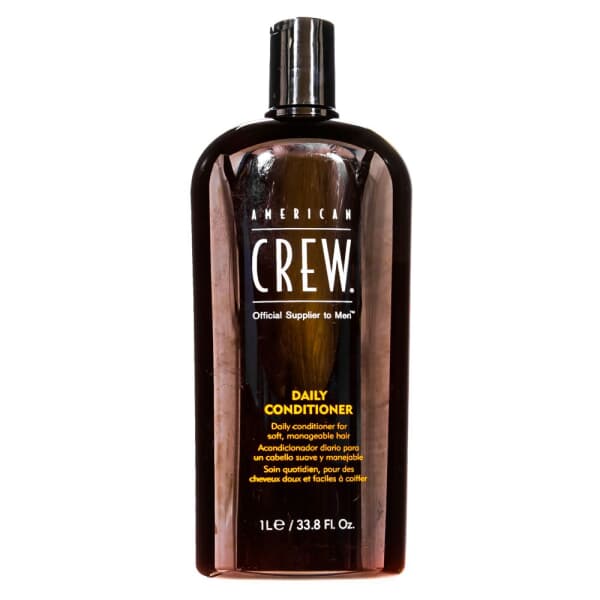 AMERICAN
CREW.
Official Supplier to Men™
DAILY
CONDITIONER
Daily conditioner for
soft, manageable hair
Acondicionador diario para
un cabello suave y manejable
Soin quotidien, pour des
cheveux doux et faciles à coiffer
1L℮ / 33.8 Fl. Oz.